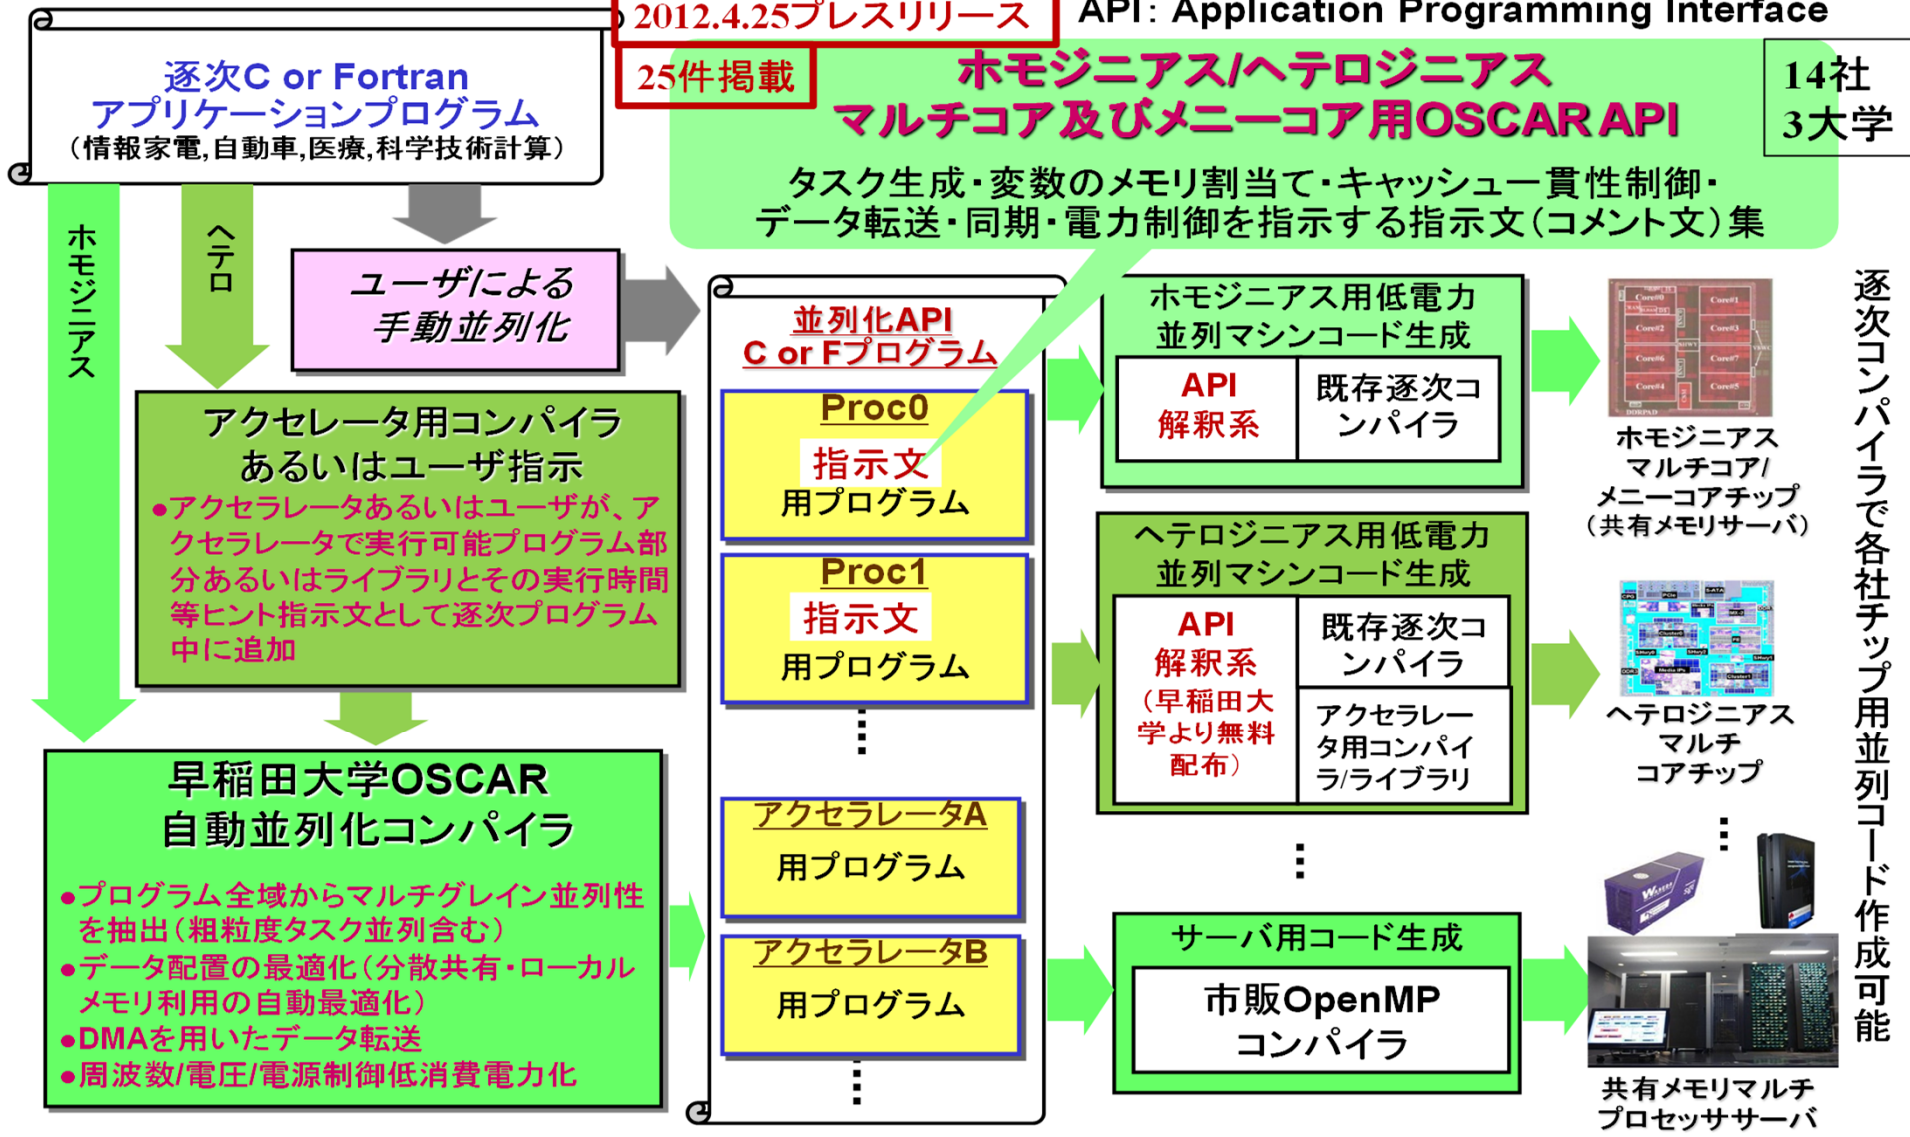 2012.4.25プレスリリース
API: Application Programming Interface
25件掲載
ホモジニアス/ヘテロジニアス
マルチコア及びメニーコア用OSCAR API
14社
3大学
タスク生成・変数のメモリ割当て・キャッシュ一貫性制御・
データ転送・同期・電力制御を指示する指示文(コメント文)集
逐次C or Fortran
アプリケーションプログラム
(情報家電,自動車,医療,科学技術計算)
ホモジニアス
ヘテロ
ユーザによる
手動並列化
アクセレータ用コンパイラ
あるいはユーザ指示
●アクセラレータあるいはユーザが、ア
クセラレータで実行可能プログラム部
分あるいはライブラリとその実行時間
等ヒント指示文として逐次プログラム
中に追加
早稲田大学OSCAR
自動並列化コンパイラ
●プログラム全域からマルチグレイン並列性
を抽出(粗粒度タスク並列含む)
●データ配置の最適化(分散共有・ローカル
メモリ利用の自動最適化)
●DMAを用いたデータ転送
●周波数/電圧/電源制御低消費電力化
並列化API
C or Fプログラム
Proc0
指示文
用プログラム
Proc1
指示文
用プログラム
アクセラレータA
用プログラム
アクセラレータB
用プログラム
ホモジニアス用低電力
並列マシンコード生成
API
解釈系
既存逐次コ
ンパイラ
ヘテロジニアス用低電力
並列マシンコード生成
API
解釈系
(早稲田大
学より無料
配布)
既存逐次コ
ンパイラ
アクセラレー
タ用コンパイ
ラ/ライブラリ
サーバ用コード生成
市販OpenMP
コンパイラ
Core#0
Core#1
Core#2
Core#3
Core#6
Core#7
Core#4
Core#5
DDRPAD
ホモジニアス
マルチコア/
メニーコアチップ
(共有メモリサーバ)
ヘテロジニアス
マルチ
コアチップ
共有メモリマルチ
プロセッササーバ
逐次コンパイラで各社チップ用並列コード作成可能